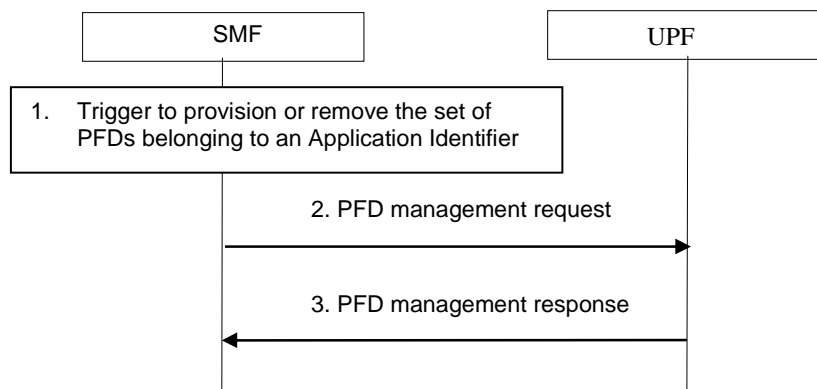 SMF
UPF
1. Trigger to provision or remove the set of
PFDs belonging to an Application Identifier
2. PFD management request
3. PFD management response